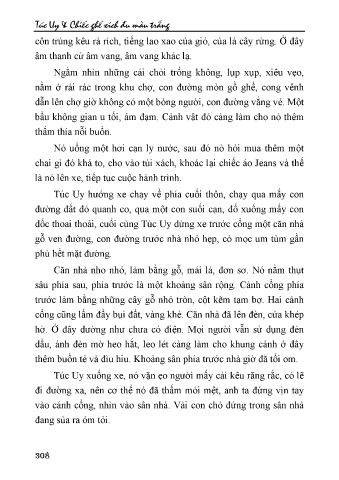 Túc Uy & Chiếc ghế xích đu màu trắng
côn trùng kêu rả rích, tiếng lao xao của gió, của lá cây rừng. Ở đây
âm thanh cứ âm vang, âm vang khác lạ.
Ngắm nhìn những cái chòi trống không, lụp xụp, xiêu vẹo,
nằm ở rải rác trong khu chợ, con đường mòn gồ ghề, cong vênh
dẫn lên chợ giờ không có một bóng người, con đường vắng vẻ. Một
bầu không gian u tối, ảm đạm. Cảnh vật đó càng làm cho nó thêm
thấm thía nỗi buồn.
Nó uống một hơi cạn ly nước, sau đó nó hỏi mua thêm một
chai gì đó khá to, cho vào túi xách, khoác lại chiếc áo Jeans và thế
là nó lên xe, tiếp tục cuộc hành trình.
Túc Uy hướng xe chạy về phía cuối thôn, chạy qua mấy con
đường đất đỏ quanh co, qua một con suối cạn, đổ xuống mấy con
dốc thoai thoải, cuối cùng Túc Uy dừng xe trước cổng một căn nhà
gỗ ven đường, con đường trước nhà nhỏ hẹp, cỏ mọc um tùm gần
phủ hết mặt đường.
Căn nhà nho nhỏ, làm bằng gỗ, mái lá, đơn sơ. Nó nằm thụt
sâu phía sau, phía trước là một khoảng sân rộng. Cánh cổng phía
trước làm bằng những cây gỗ nhỏ tròn, cột kẽm tạm bợ. Hai cánh
cổng cũng lấm đầy bụi đất, vàng khè. Căn nhà đã lên đèn, cửa khép
hờ. Ở đây dường như chưa có điện. Mọi người vẫn sử dụng đèn
dầu, ánh đèn mờ heo hắt, leo lét càng làm cho khung cảnh ở đây
thêm buồn tẻ và đìu hiu. Khoảng sân phía trước nhà giờ đã tối om.
Túc Uy xuống xe, nó vặn ẹo người mấy cái kêu răng rắc, có lẽ
đi đường xa, nên cơ thể nó đã thấm mỏi mệt, anh ta đứng vịn tay
vào cánh cổng, nhìn vào sân nhà. Vài con chó đứng trong sân nhà
đang sủa ra ỏm tỏi.
308